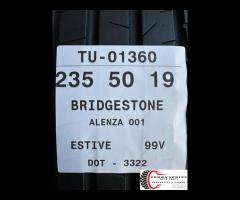 TU-01360
235 50 19
BRIDGESTONE
ALENZA 001
ESTIVE 99V
DOT - 3322